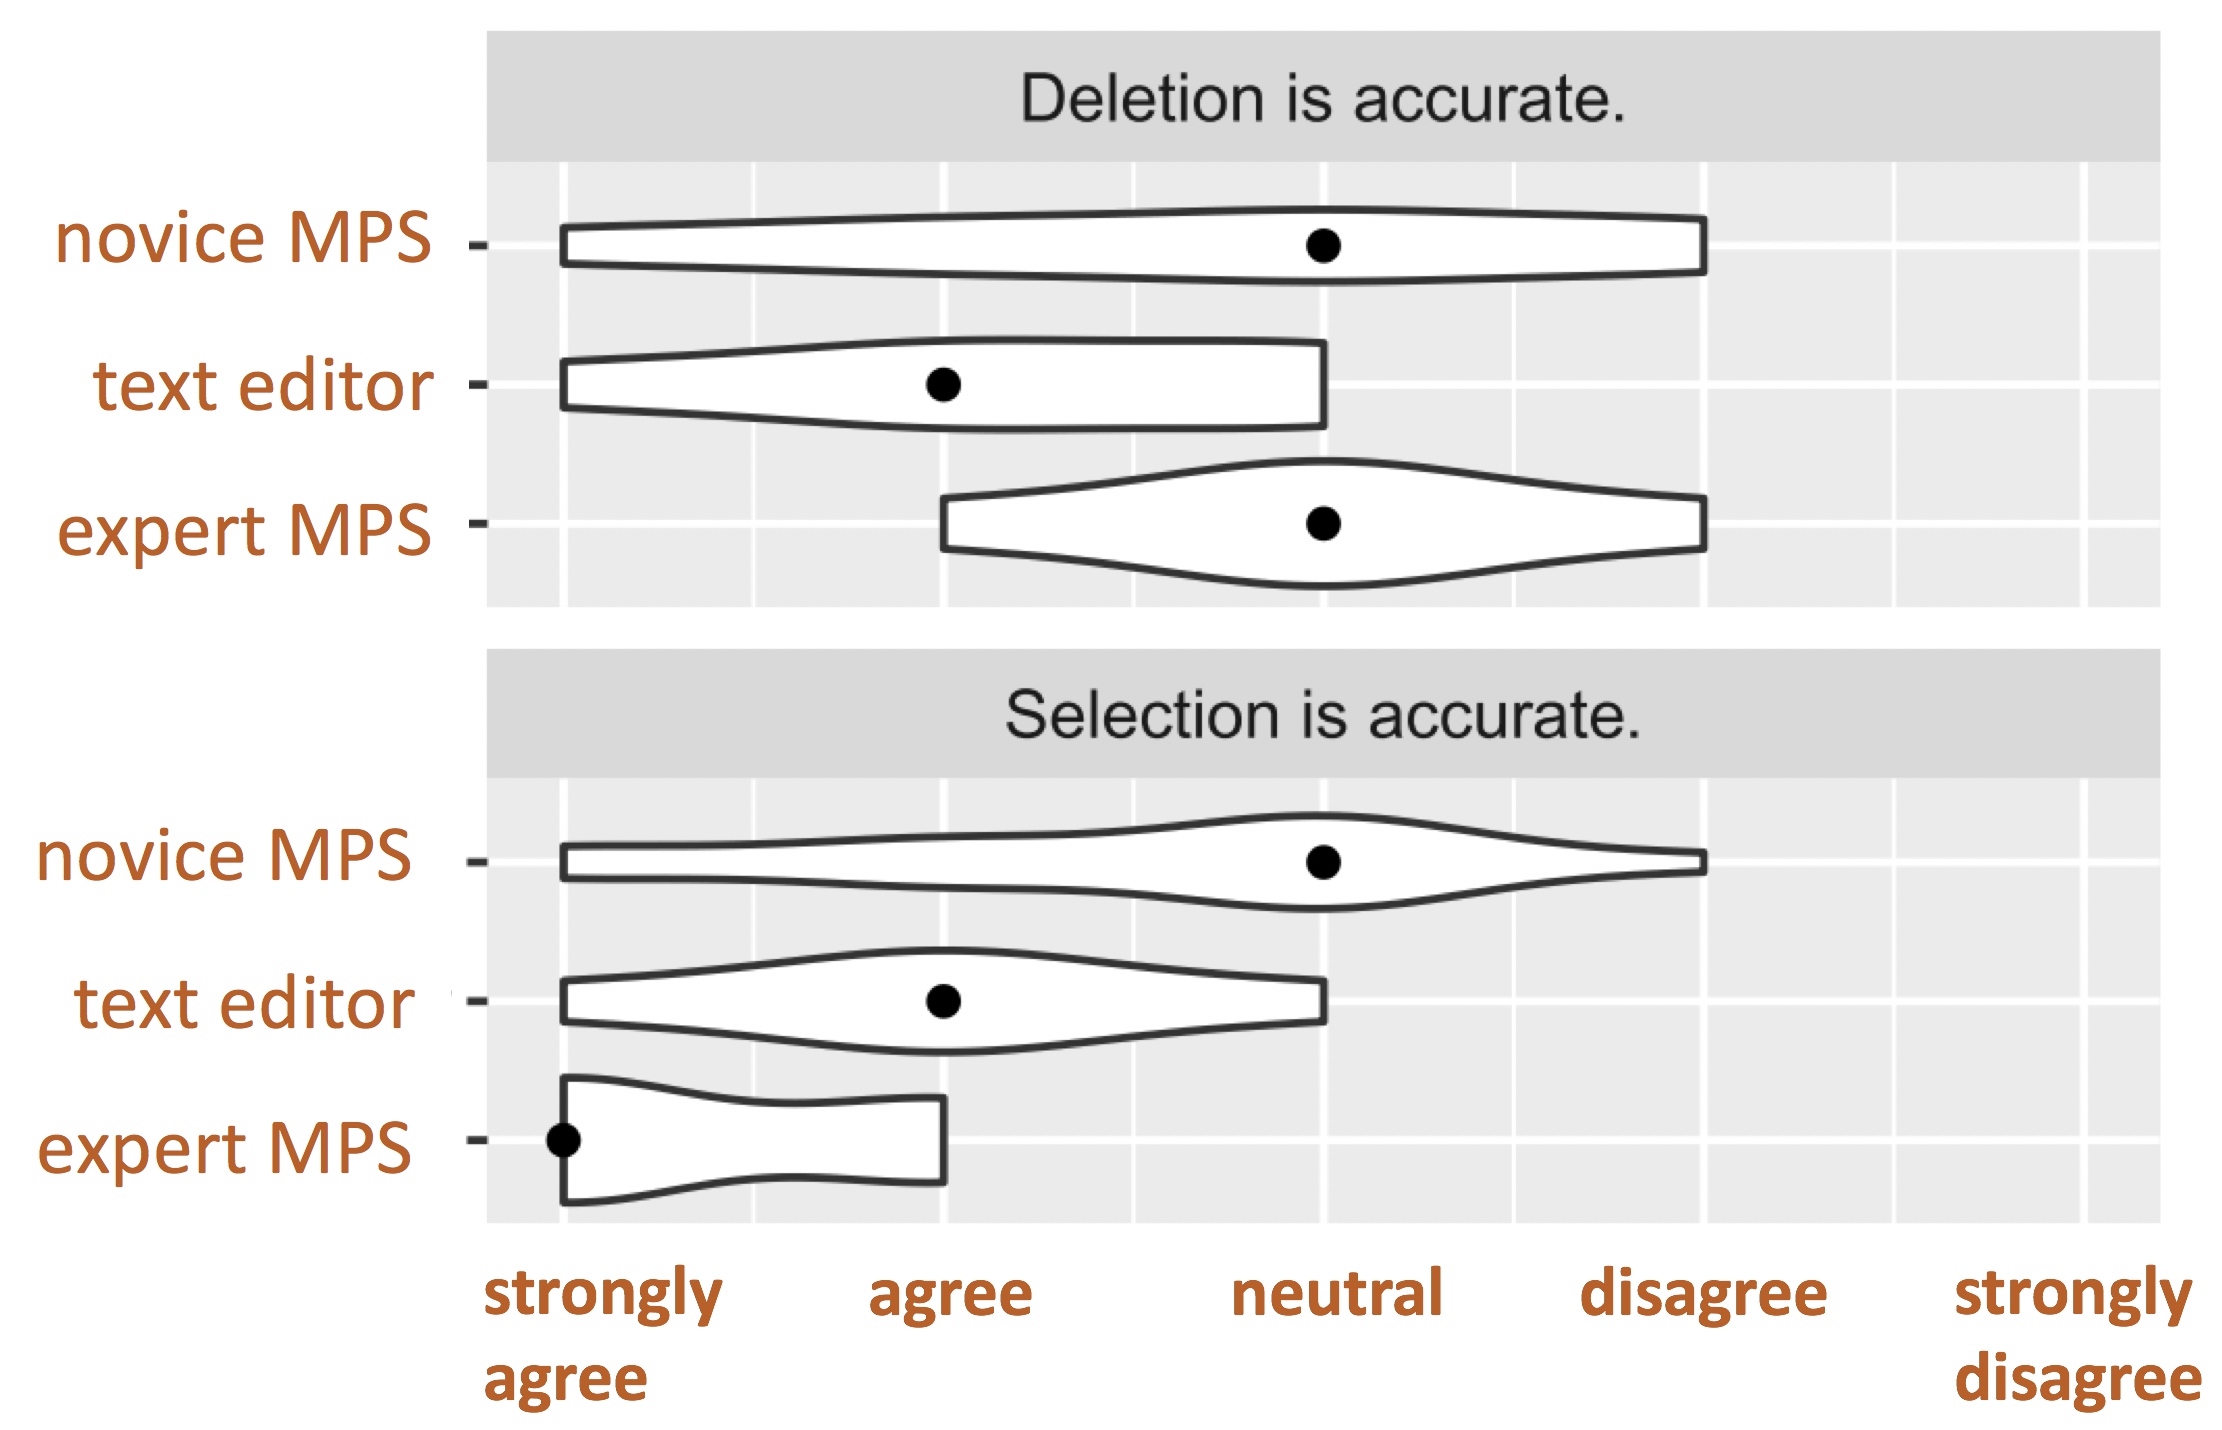 Deletion is accurate.
novice MPS
text editor
expert MPS
Selection is accurate.
novice MPS
text editor
expert MPS
strongly agree neutral disagree strongly
agree disagree